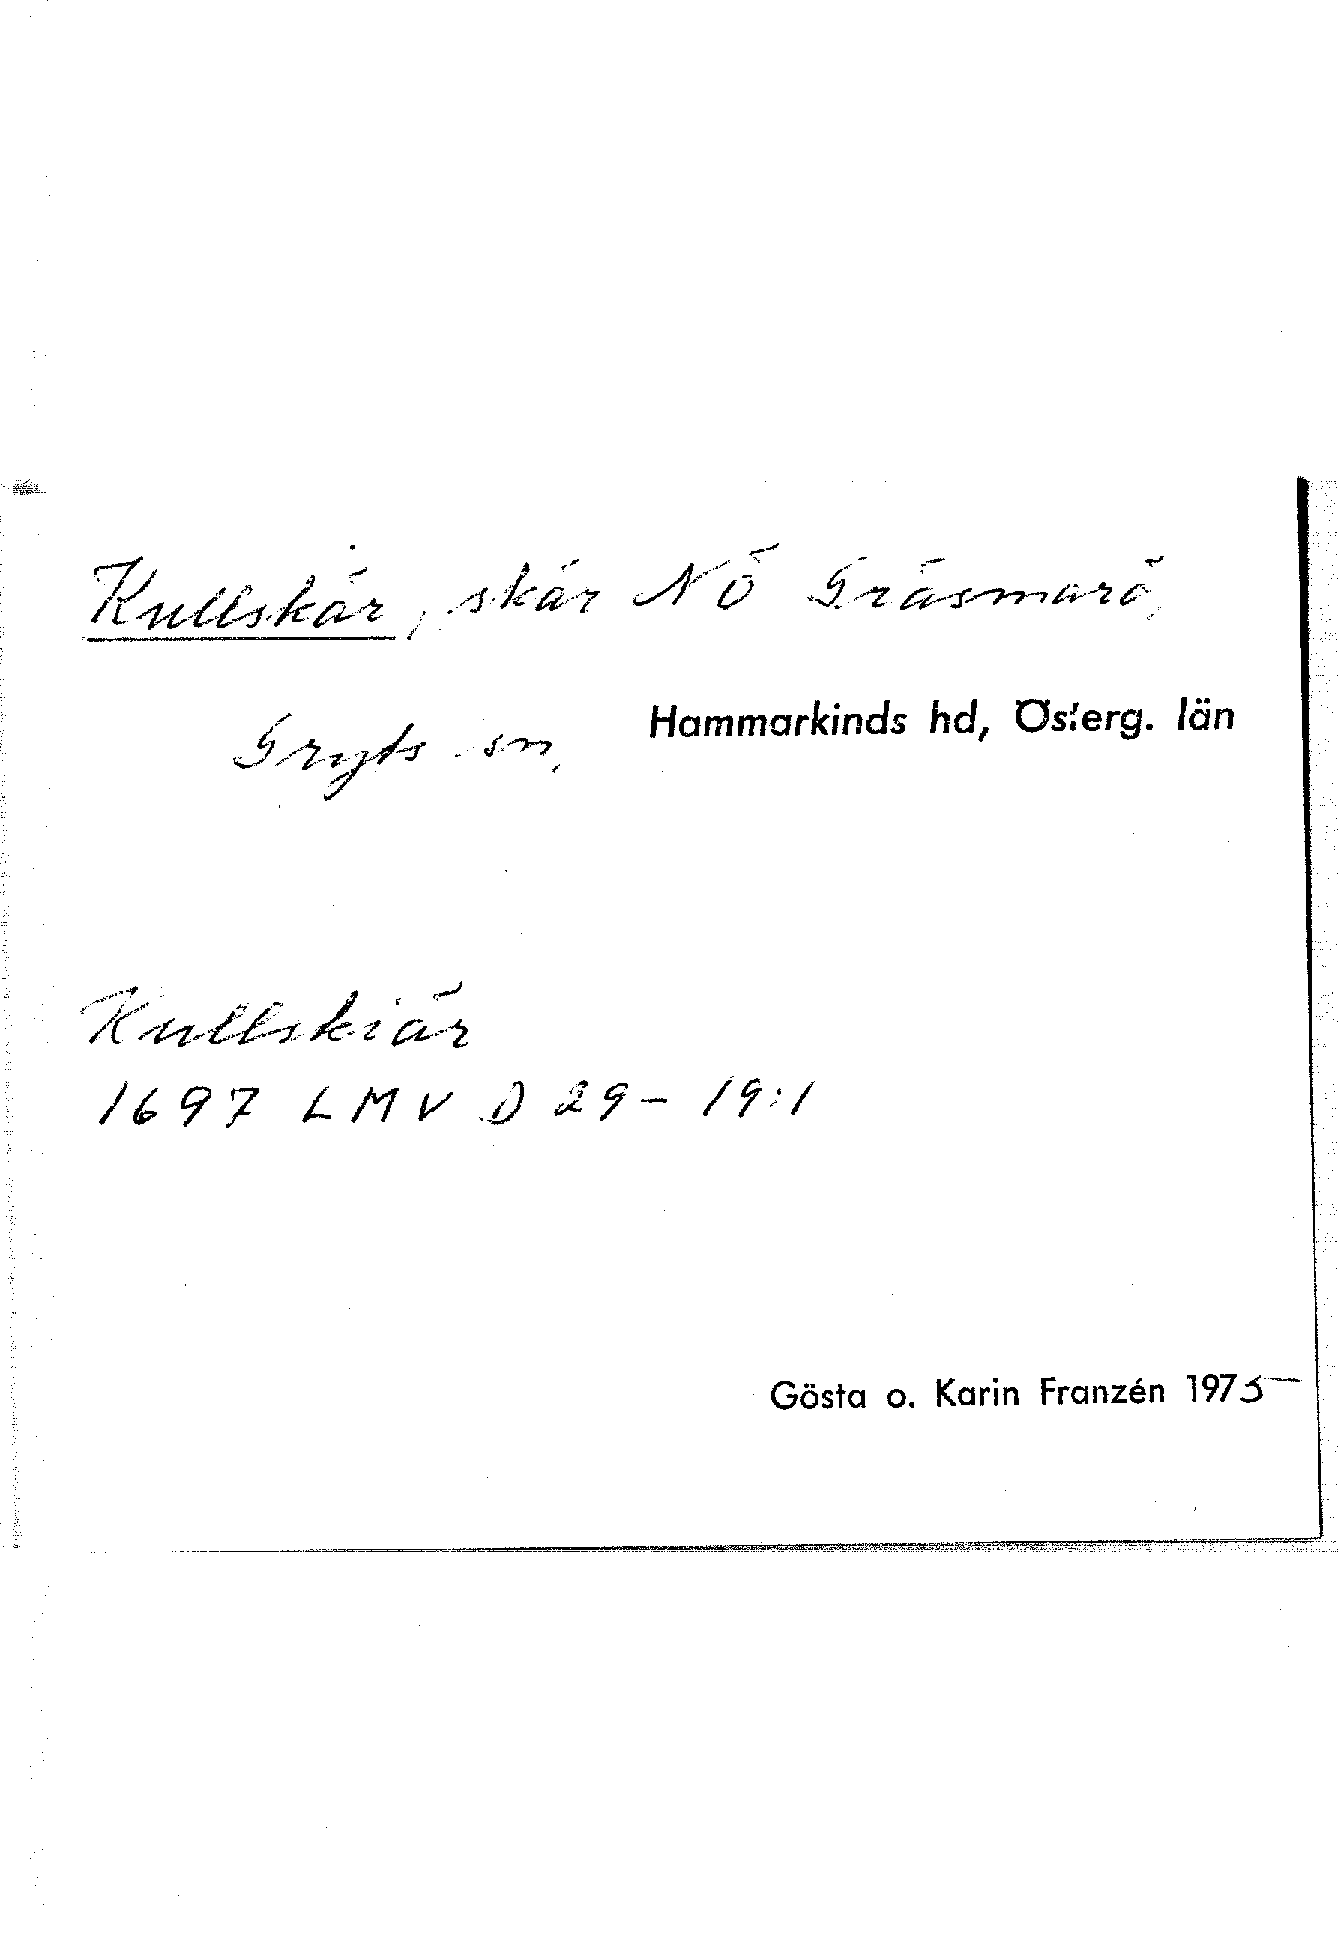 Kullskär, skär NÖ Gräsmarö,
Gryts sn, Hammarkinds hd, Österg. län
Kullskiär
1697 LMV D 29-19:1
Gösta o. Karin Franzén 1975